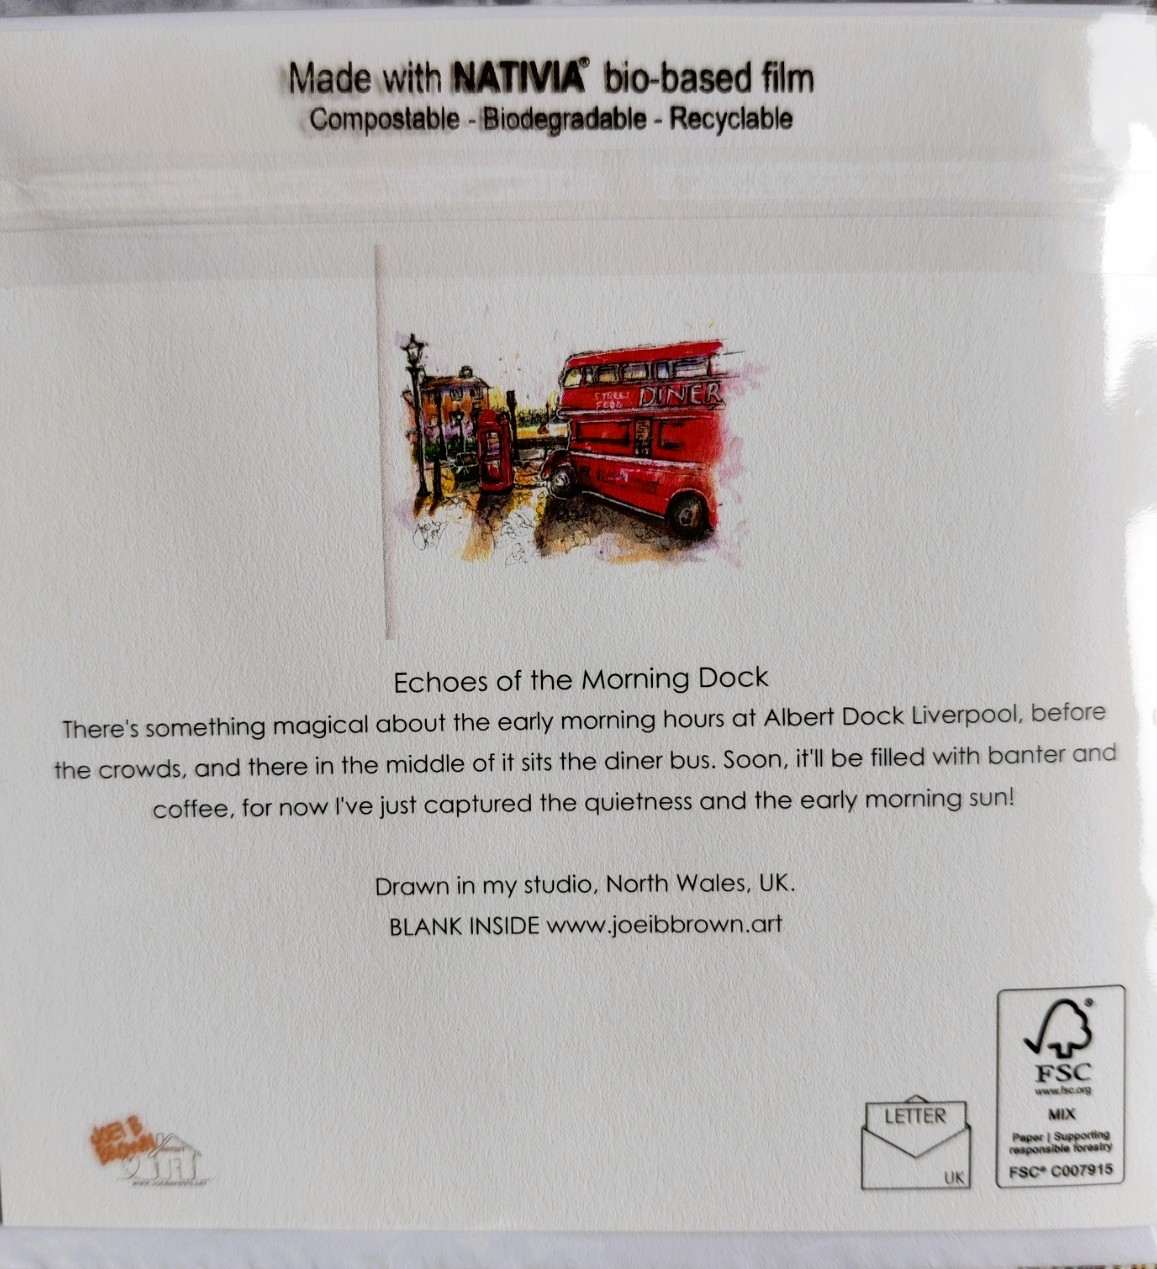 Made with NATIVIA® bio-based film
Compostable - Biodegradable - Recyclable
STREET
FOOD
DINER
Echoes of the Morning Dock
There's something magical about the early morning hours at Albert Dock Liverpool, before
the crowds, and there in the middle of it sits the diner bus. Soon, it'll be filled with banter and
coffee, for now I've just captured the quietness and the early morning sun!
Drawn in my studio, North Wales, UK.
BLANK INSIDE www.joeibbrown.art
JOEI B
BROWN
LETTER
UK
FSC®
www.fsc.org
MIX
Paper | Supporting
responsible forestry
FSC® C007915